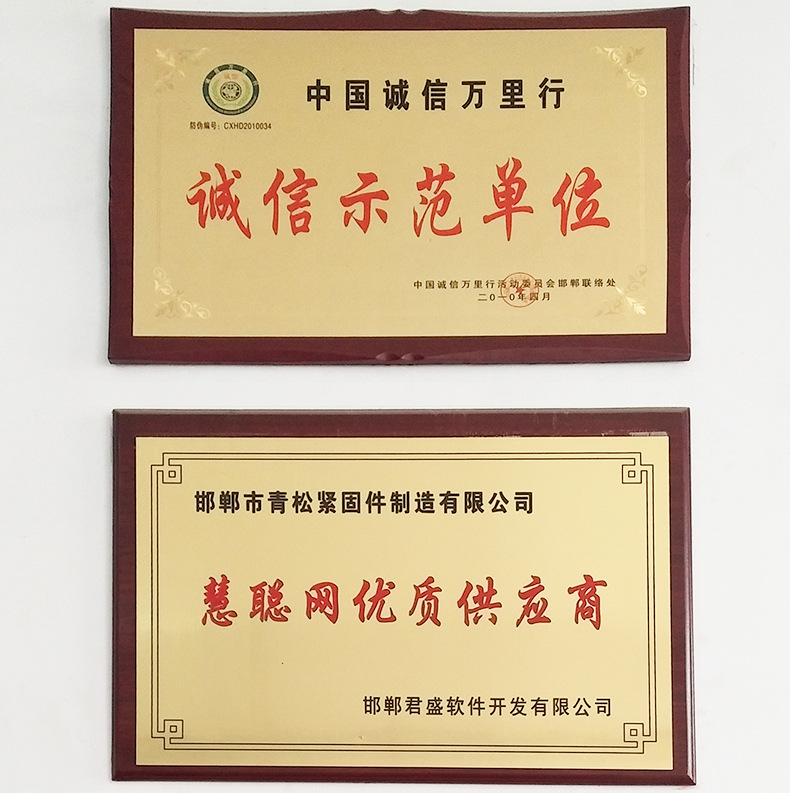 防伪编号：CXHD2010034
中国诚信万里行
诚信示范单位
中国诚信万里行活动委员会邯郸联络处
二〇一〇年四月
邯郸市青松紧固件制造有限公司
慧聪网优质供应商
邯郸君盛软件开发有限公司